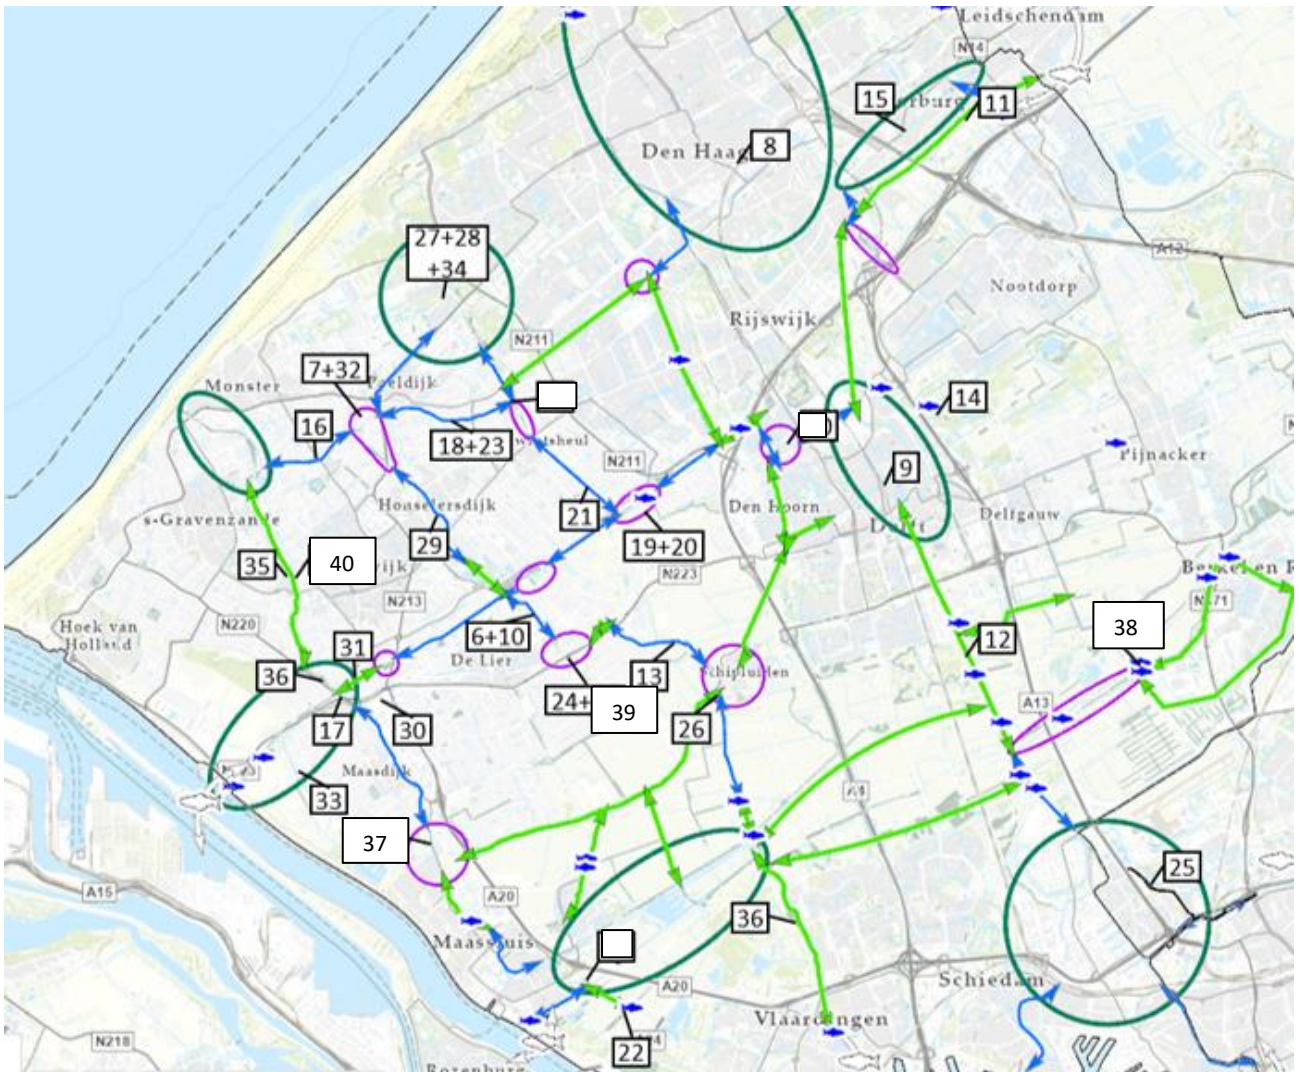 Leidschendam
N14
15
11
Den Haag
8
27+28
+34
A12
Nootdorp
Rijswijk
N211
7+32
Monster
14
16
18+23
N211
Pijnacker
9
Honselersdijk
21
Den Hoorn
Delfgauw
s-Gravenzande
29
19+20
35
40
N223
N213
Hoek van
Holland
N220
6+10
38
12
31
De Lier
13
36
24+
39
A13
17
30
26
Maasdijk
33
A4
37
A15
A20
25
36
Maassluis
A20
Schiedam
Vlaardingen
N218
22
Rozenburg